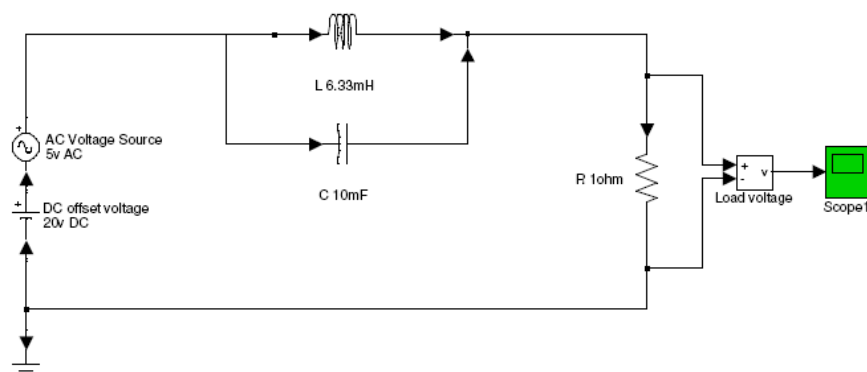 L 6.33mH
+
AC Voltage Source
5v AC
C 10mF
+
DC offset voltage
20v DC
R 1ohm
+
-
v
Load voltage
Scope1